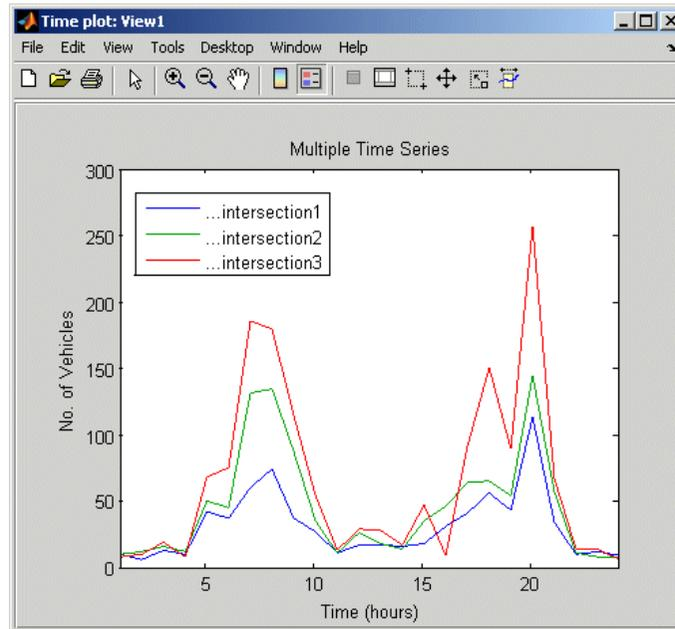 Time plot: View1
File Edit View Tools Desktop Window Help
Multiple Time Series
300
250
200
150
100
50
0
No. of Vehicles
...intersection1
...intersection2
...intersection3
5 10 15 20
Time (hours)